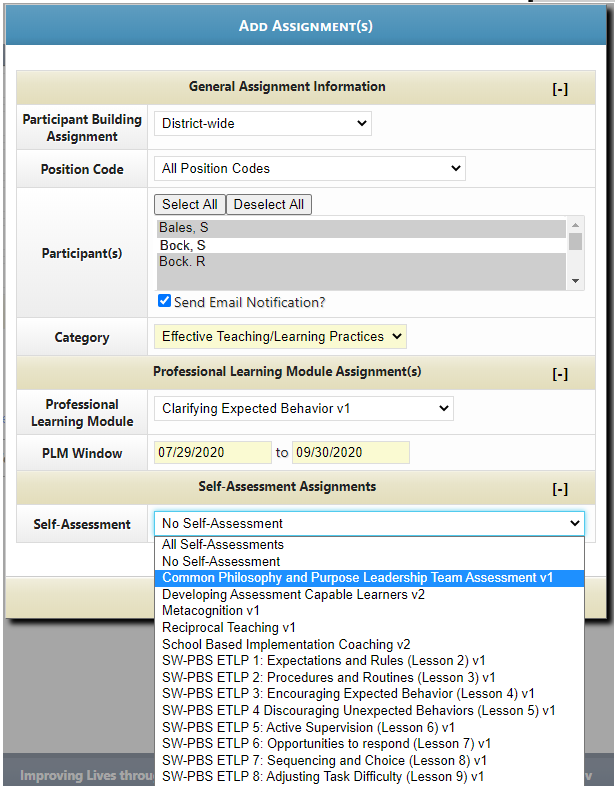 Add Assignment(s)
General Assignment Information [-]
Participant Building Assignment District-wide
Position Code All Position Codes
Select All Deselect All
Participant(s)
Bales, S
Bock, S
Bock. R
Send Email Notification?
Category Effective Teaching/Learning Practices
Professional Learning Module Assignment(s) [-]
Professional Learning Module Clarifying Expected Behavior v1
PLM Window 07/29/2020 to 09/30/2020
Self-Assessment Assignments [-]
Self-Assessment No Self-Assessment
All Self-Assessments
No Self-Assessment
Common Philosophy and Purpose Leadership Team Assessment v1
Developing Assessment Capable Learners v2
Metacognition v1
Reciprocal Teaching v1
School Based Implementation Coaching v2
SW-PBS ETLP 1: Expectations and Rules (Lesson 2) v1
SW-PBS ETLP 2: Procedures and Routines (Lesson 3) v1
SW-PBS ETLP 3: Encouraging Expected Behavior (Lesson 4) v1
SW-PBS ETLP 4 Discouraging Unexpected Behaviors (Lesson 5) v1
SW-PBS ETLP 5: Active Supervision (Lesson 6) v1
SW-PBS ETLP 6: Opportunities to respond (Lesson 7) v1
SW-PBS ETLP 7: Sequencing and Choice (Lesson 8) v1
SW-PBS ETLP 8: Adjusting Task Difficulty (Lesson 9) v1
Improving Lives